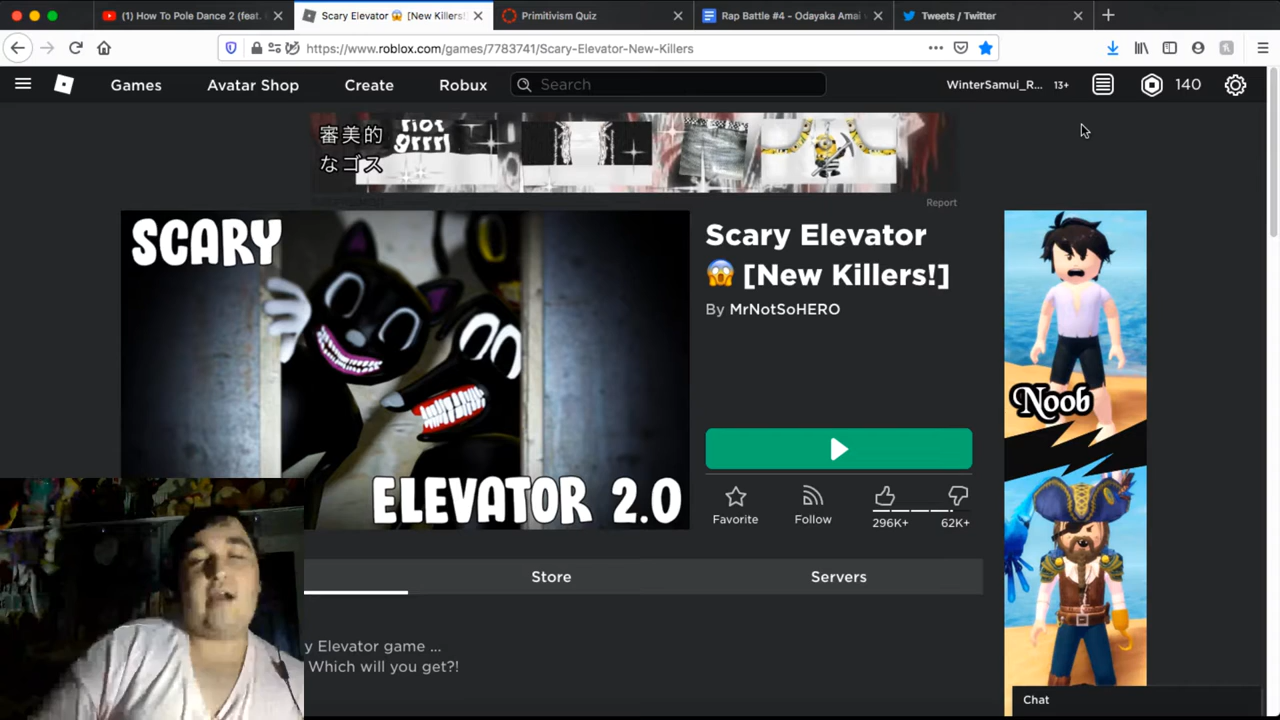 (1) How To Pole Dance 2 (feat.
Scary Elevator 😱 [New Killers!]
Primitivism Quiz
Rap Battle #4 - Odayaka Amai
Tweets / Twitter
https://www.roblox.com/games/7783741/Scary-Elevator-New-Killers
Games
Avatar Shop
Create
Robux
Search
WinterSamui_R... 13+
140
審美的
なゴス
riot
grrrl
Report
SCARY
ELEVATOR 2.0
Scary Elevator
😱 [New Killers!]
By MrNotSoHERO
Favorite
Follow
296K+
62K+
Noob
Store
Servers
y Elevator game ...
Which will you get?!
Chat